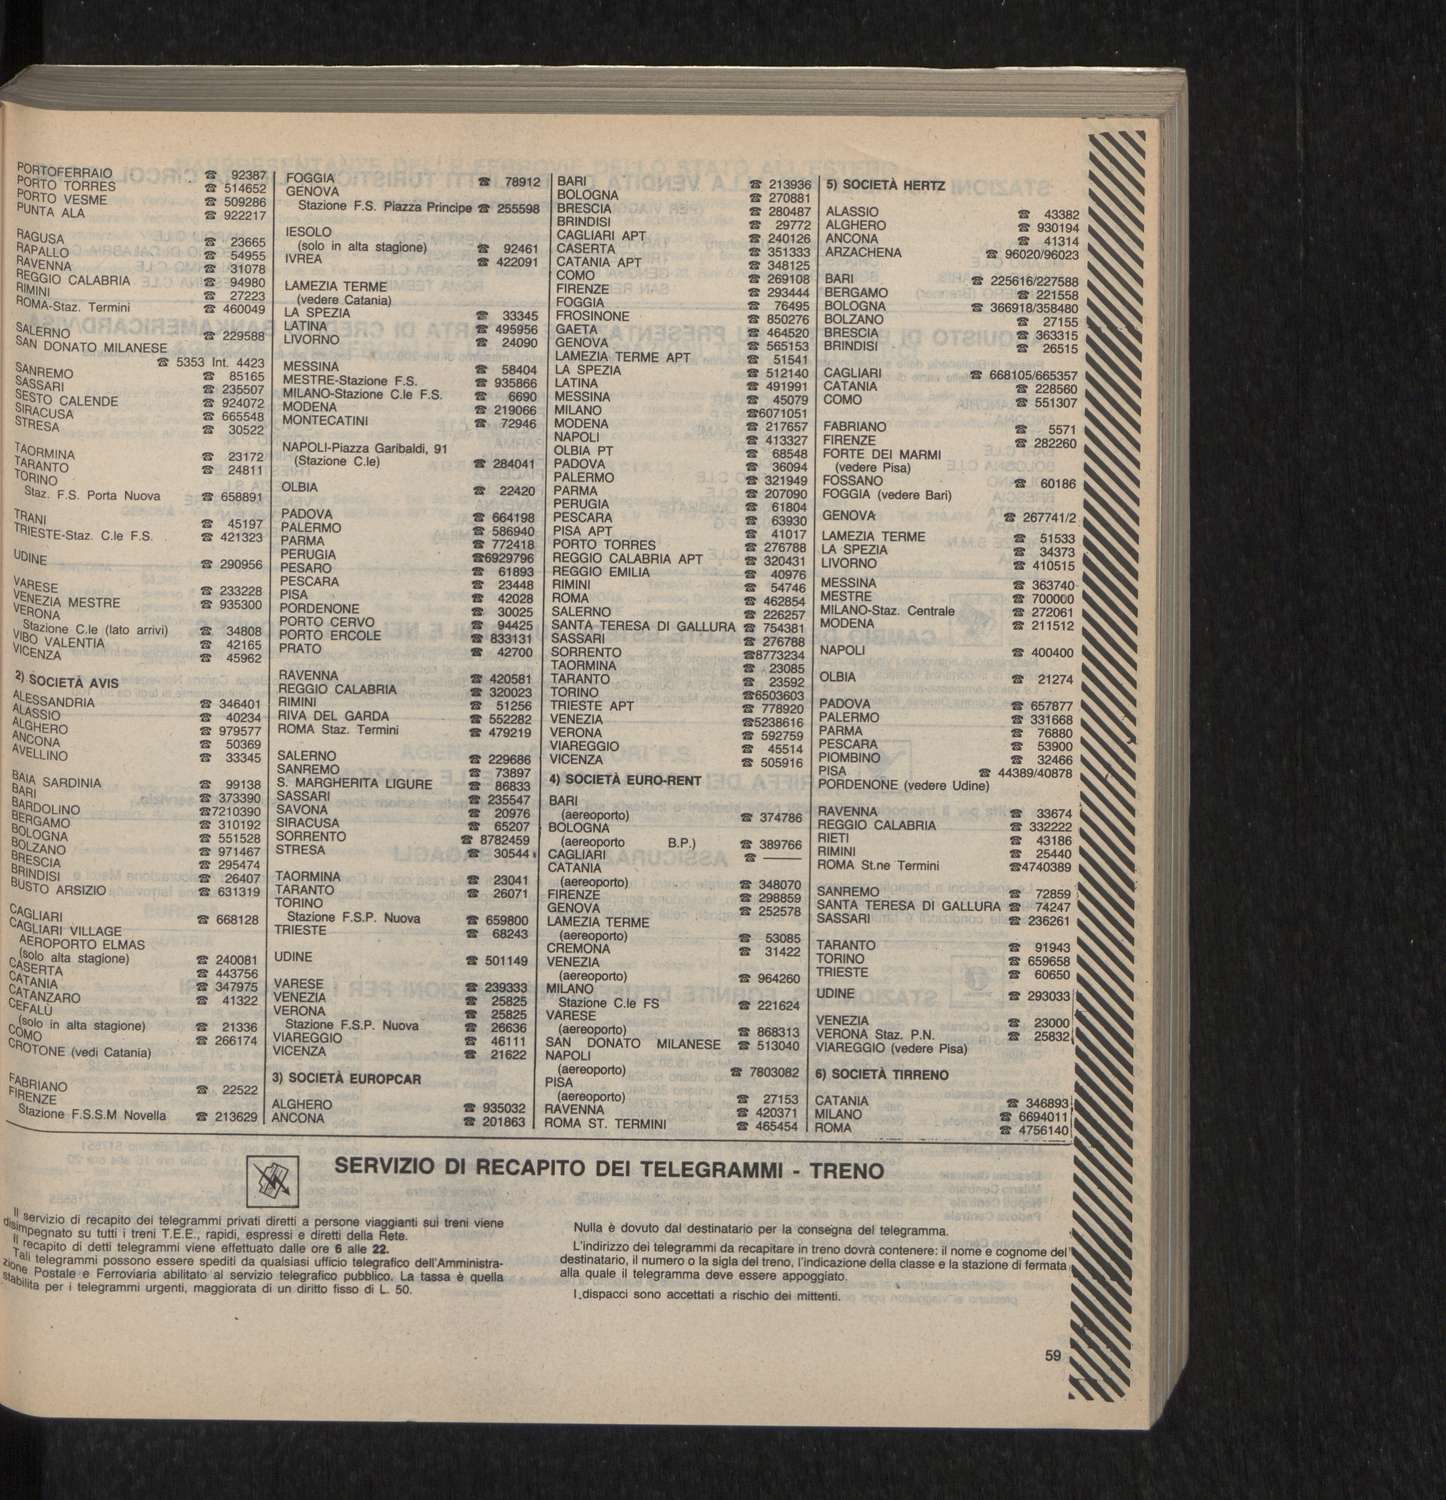 PORTOFERRAIO ☎ 92387
PORTO TORRES ☎ 514652
PORTO VESME ☎ 509286
PUNTA ALA ☎ 922217
RAGUSA ☎ 23665
RAPALLO ☎ 54955
RAVENNA ☎ 31078
REGGIO CALABRIA ☎ 94980
RIMINI ☎ 27223
ROMA-Staz. Termini ☎ 460049
SALERNO ☎ 229588
SAN DONATO MILANESE
☎ 5353 Int. 4423
SANREMO ☎ 85165
SASSARI ☎ 235507
SESTO CALENDE ☎ 924072
SIRACUSA ☎ 665548
STRESA ☎ 30522
TAORMINA ☎ 23172
TARANTO ☎ 24811
TORINO
Staz. F.S. Porta Nuova ☎ 658891
TRANI ☎ 45197
TRIESTE-Staz. C.le F.S. ☎ 421323
UDINE ☎ 290956
VARESE ☎ 233228
VENEZIA MESTRE ☎ 935300
VERONA
Stazione C.le (lato arrivi) ☎ 34808
VIBO VALENTIA ☎ 42165
VICENZA ☎ 45962
2) SOCIETÀ AVIS
ALESSANDRIA ☎ 346401
ALASSIO ☎ 40234
ALGHERO ☎ 979577
ANCONA ☎ 50369
AVELLINO ☎ 33345
BAIA SARDINIA ☎ 99138
BARI ☎ 373390
BARDOLINO ☎7210390
BERGAMO ☎ 310192
BOLOGNA ☎ 551528
BOLZANO ☎ 971467
BRESCIA ☎ 295474
BRINDISI ☎ 26407
BUSTO ARSIZIO ☎ 631319
CAGLIARI ☎ 668128
CAGLIARI VILLAGE
AEROPORTO ELMAS
(solo alta stagione) ☎ 240081
CASERTA ☎ 443756
CATANIA ☎ 347975
CATANZARO ☎ 41322
CEFALÙ
(solo in alta stagione) ☎ 21336
COMO ☎ 266174
CROTONE (vedi Catania)
FABRIANO ☎ 22522
FIRENZE
Stazione F.S.S.M Novella ☎ 213629
FOGGIA ☎ 78912
GENOVA
Stazione F.S. Piazza Principe ☎ 255598
IESOLO
(solo in alta stagione) ☎ 92461
IVREA ☎ 422091
LAMEZIA TERME
(vedere Catania)
LA SPEZIA ☎ 33345
LATINA ☎ 495956
LIVORNO ☎ 24090
MESSINA ☎ 58404
MESTRE-Stazione F.S. ☎ 935866
MILANO-Stazione C.le F.S. ☎ 6690
MODENA ☎ 219066
MONTECATINI ☎ 72946
NAPOLI-Piazza Garibaldi, 91
(Stazione C.le) ☎ 284041
OLBIA ☎ 22420
PADOVA ☎ 664198
PALERMO ☎ 586940
PARMA ☎ 772418
PERUGIA ☎6929796
PESARO ☎ 61893
PESCARA ☎ 23448
PISA ☎ 42028
PORDENONE ☎ 30025
PORTO CERVO ☎ 94425
PORTO ERCOLE ☎ 833131
PRATO ☎ 42700
RAVENNA ☎ 420581
REGGIO CALABRIA ☎ 320023
RIMINI ☎ 51256
RIVA DEL GARDA ☎ 552282
ROMA Staz. Termini ☎ 479219
SALERNO ☎ 229686
SANREMO ☎ 73897
S. MARGHERITA LIGURE ☎ 86833
SASSARI ☎ 235547
SAVONA ☎ 20976
SIRACUSA ☎ 65207
SORRENTO ☎ 8782459
STRESA ☎ 30544
TAORMINA ☎ 23041
TARANTO ☎ 26071
TORINO
Stazione F.S.P. Nuova ☎ 659800
TRIESTE ☎ 68243
UDINE ☎ 501149
VARESE ☎ 239333
VENEZIA ☎ 25825
VERONA ☎ 25825
Stazione F.S.P. Nuova ☎ 26636
VIAREGGIO ☎ 46111
VICENZA ☎ 21622
3) SOCIETÀ EUROPCAR
ALGHERO ☎ 935032
ANCONA ☎ 201863
BARI ☎ 213936
BOLOGNA ☎ 270881
BRESCIA ☎ 280487
BRINDISI ☎ 29772
CAGLIARI APT ☎ 240126
CASERTA ☎ 351333
CATANIA APT ☎ 348125
COMO ☎ 269108
FIRENZE ☎ 293444
FOGGIA ☎ 76495
FROSINONE ☎ 850276
GAETA ☎ 464520
GENOVA ☎ 565153
LAMEZIA TERME APT ☎ 51541
LA SPEZIA ☎ 512140
LATINA ☎ 491991
MESSINA ☎ 45079
MILANO ☎6071051
MODENA ☎ 217657
NAPOLI ☎ 413327
OLBIA PT ☎ 68548
PADOVA ☎ 36094
PALERMO ☎ 321949
PARMA ☎ 207090
PERUGIA ☎ 61804
PESCARA ☎ 63930
PISA APT ☎ 41017
PORTO TORRES ☎ 276788
REGGIO CALABRIA APT ☎ 320431
REGGIO EMILIA ☎ 40976
RIMINI ☎ 54746
ROMA ☎ 462854
SALERNO ☎ 226257
SANTA TERESA DI GALLURA ☎ 754381
SASSARI ☎ 276788
SORRENTO ☎8773234
TAORMINA ☎ 23085
TARANTO ☎ 23592
TORINO ☎6503603
TRIESTE APT ☎ 778920
VENEZIA ☎5238616
VERONA ☎ 592759
VIAREGGIO ☎ 45514
VICENZA ☎ 505916
4) SOCIETÀ EURO-RENT
BARI
(aereoporto) ☎ 374786
BOLOGNA
(aereoporto B.P.) ☎ 389766
CAGLIARI ☎ ———
CATANIA
(aereoporto) ☎ 348070
FIRENZE ☎ 298859
GENOVA ☎ 252578
LAMEZIA TERME
(aereoporto) ☎ 53085
CREMONA ☎ 31422
VENEZIA
(aereoporto) ☎ 964260
MILANO
Stazione C.le FS ☎ 221624
VARESE
(aereoporto) ☎ 868313
SAN DONATO MILANESE ☎ 513040
NAPOLI
(aereoporto) ☎ 7803082
PISA
(aereoporto) ☎ 27153
RAVENNA ☎ 420371
ROMA ST. TERMINI ☎ 465454
5) SOCIETÀ HERTZ
ALASSIO ☎ 43382
ALGHERO ☎ 930194
ANCONA ☎ 41314
ARZACHENA ☎ 96020/96023
BARI ☎ 225616/227588
BERGAMO ☎ 221558
BOLOGNA ☎ 366918/358480
BOLZANO ☎ 27155
BRESCIA ☎ 363315
BRINDISI ☎ 26515
CAGLIARI ☎ 668105/665357
CATANIA ☎ 228560
COMO ☎ 551307
FABRIANO ☎ 5571
FIRENZE ☎ 282260
FORTE DEI MARMI
(vedere Pisa)
FOSSANO ☎ 60186
FOGGIA (vedere Bari)
GENOVA ☎ 267741/2
LAMEZIA TERME ☎ 51533
LA SPEZIA ☎ 34373
LIVORNO ☎ 410515
MESSINA ☎ 363740
MESTRE ☎ 700000
MILANO-Staz. Centrale ☎ 272061
MODENA ☎ 211512
NAPOLI ☎ 400400
OLBIA ☎ 21274
PADOVA ☎ 657877
PALERMO ☎ 331668
PARMA ☎ 76880
PESCARA ☎ 53900
PIOMBINO ☎ 32466
PISA ☎ 44389/40878
PORDENONE (vedere Udine)
RAVENNA ☎ 33674
REGGIO CALABRIA ☎ 332222
RIETI ☎ 43186
RIMINI ☎ 25440
ROMA St.ne Termini ☎4740389
SANREMO ☎ 72859
SANTA TERESA DI GALLURA ☎ 74247
SASSARI ☎ 236261
TARANTO ☎ 91943
TORINO ☎ 659658
TRIESTE ☎ 60650
UDINE ☎ 293033
VENEZIA ☎ 23000
VERONA Staz. P.N. ☎ 25832
VIAREGGIO (vedere Pisa)
6) SOCIETÀ TIRRENO
CATANIA ☎ 346893
MILANO ☎ 6694011
ROMA ☎ 4756140
SERVIZIO DI RECAPITO DEI TELEGRAMMI - TRENO
Il servizio di recapito dei telegrammi privati diretti a persone viaggianti sui treni viene
disimpegnato su tutti i treni T.E.E., rapidi, espressi e diretti della Rete.
Il recapito di detti telegrammi viene effettuato dalle ore 6 alle 22.
Tali telegrammi possono essere spediti da qualsiasi ufficio telegrafico dell'Amministra-
zione Postale e Ferroviaria abilitato al servizio telegrafico pubblico. La tassa è quella
stabilita per i telegrammi urgenti, maggiorata di un diritto fisso di L. 50.
Nulla è dovuto dal destinatario per la consegna del telegramma.
L'indirizzo dei telegrammi da recapitare in treno dovrà contenere: il nome e cognome del
destinatario, il numero o la sigla del treno, l'indicazione della classe e la stazione di fermata
alla quale il telegramma deve essere appoggiato.
I dispacci sono accettati a rischio dei mittenti.
59